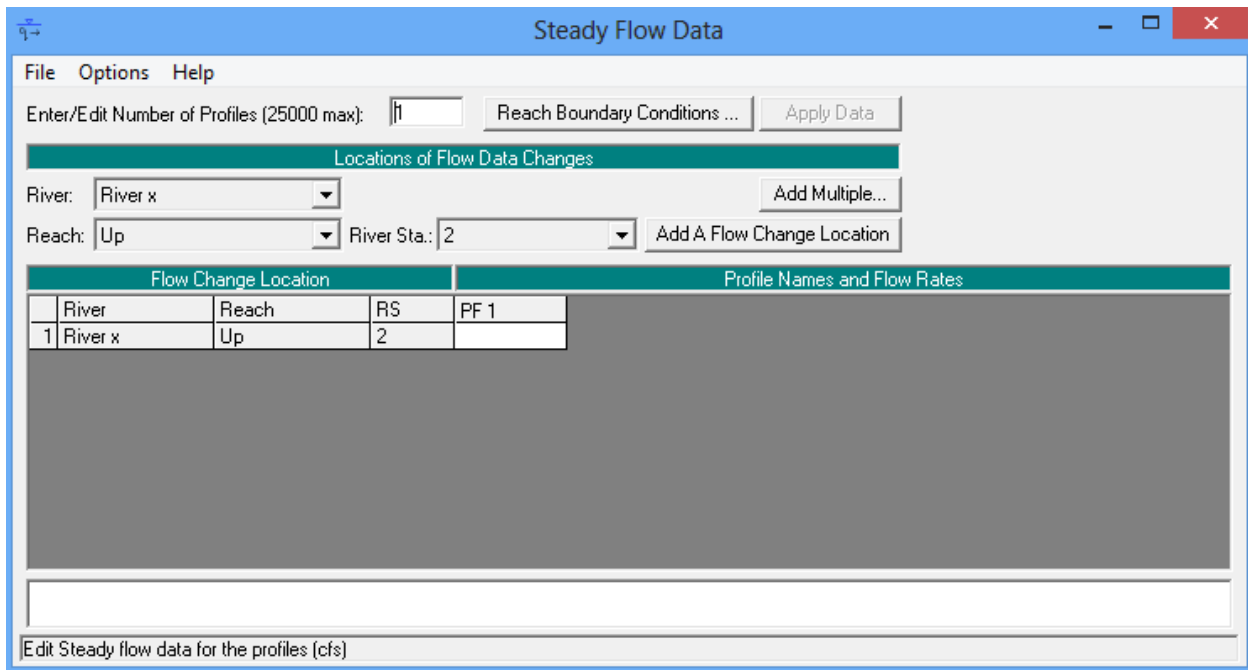 Steady Flow Data
File Options Help
Enter/Edit Number of Profiles (25000 max): 1 Reach Boundary Conditions ... Apply Data
Locations of Flow Data Changes
River: River x Add Multiple...
Reach: Up River Sta.: 2 Add A Flow Change Location
Flow Change Location Profile Names and Flow Rates
River Reach RS PF 1
1 River x Up 2
Edit Steady flow data for the profiles (cfs)